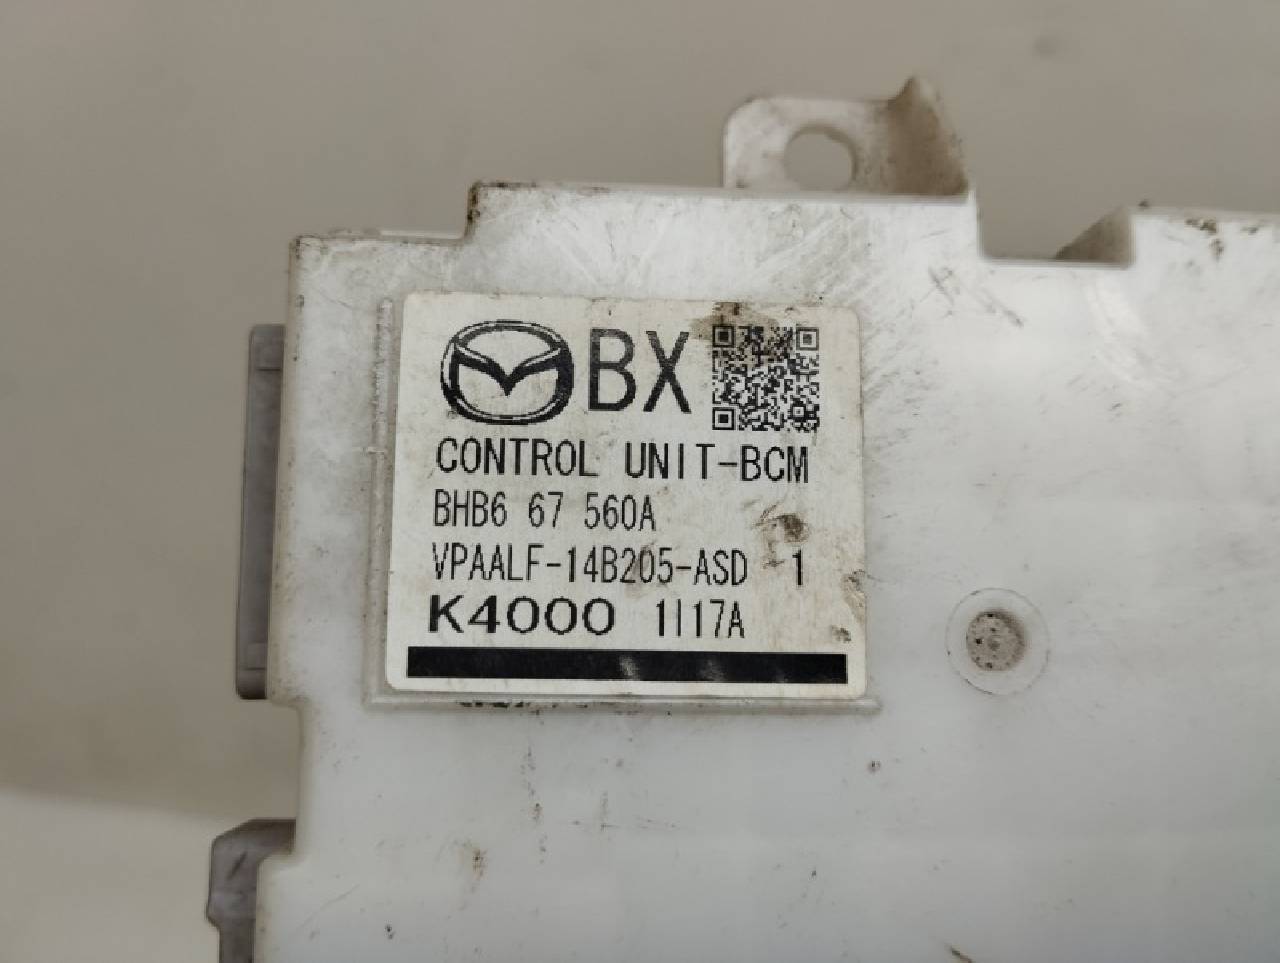 BX
CONTROL UNIT-BCM
BHB6 67 560A
VPAALF-14B205-ASD 1
K4000 1I17A